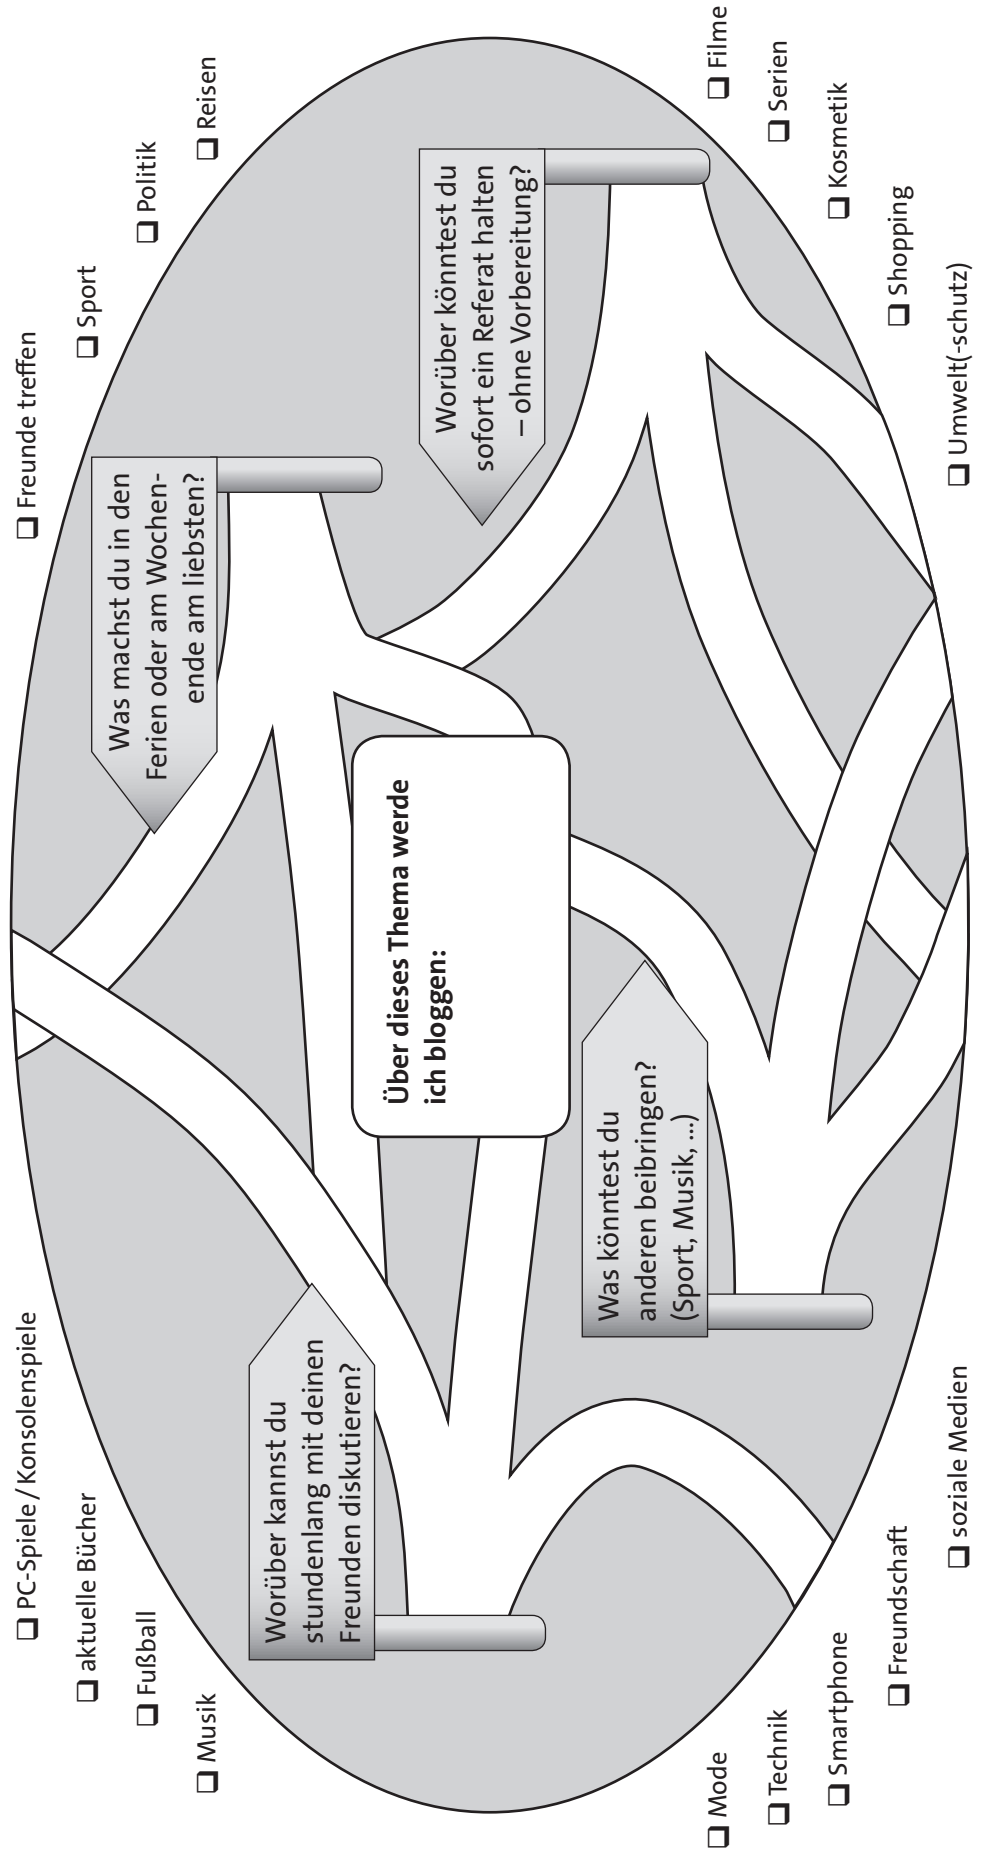 ❑ PC-Spiele / Konsolenspiele
❑ aktuelle Bücher
❑ Fußball
❑ Musik
❑ Freunde treffen
❑ Sport
❑ Politik
❑ Reisen
Was machst du in den
Ferien oder am Wochen-
ende am liebsten?
Worüber kannst du
stundenlang mit deinen
Freunden diskutieren?
Über dieses Thema werde
ich bloggen:
Worüber könntest du
sofort ein Referat halten
– ohne Vorbereitung?
Was könntest du
anderen beibringen?
(Sport, Musik, ...)
❑ Mode
❑ Technik
❑ Smartphone
❑ Freundschaft
❑ soziale Medien
❑ Filme
❑ Serien
❑ Kosmetik
❑ Shopping
❑ Umwelt(-schutz)